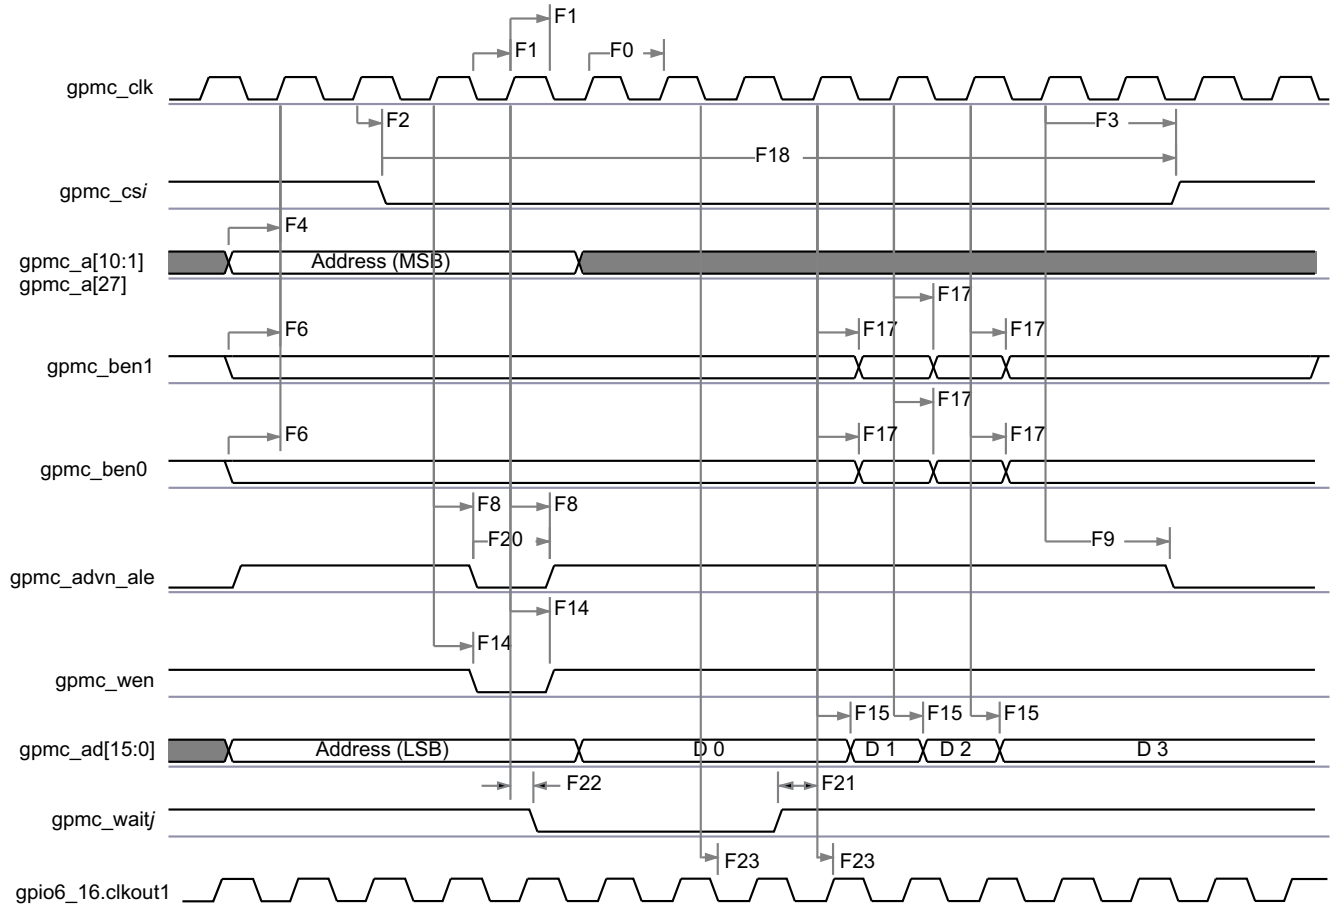 F1
F1
F0
gpmc_clk
F2
F3
F18
gpmc_csi
F4
gpmc_a[10:1]
Address (MSB)
gpmc_a[27]
F17
F6
F17
F17
gpmc_ben1
F17
F6
F17
F17
gpmc_ben0
F8
F8
F20
F9
gpmc_advn_ale
F14
F14
gpmc_wen
F15
F15
F15
gpmc_ad[15:0]
Address (LSB)
D 0
D 1
D 2
D 3
F22
F21
gpmc_waitj
F23
F23
gpio6_16.clkout1